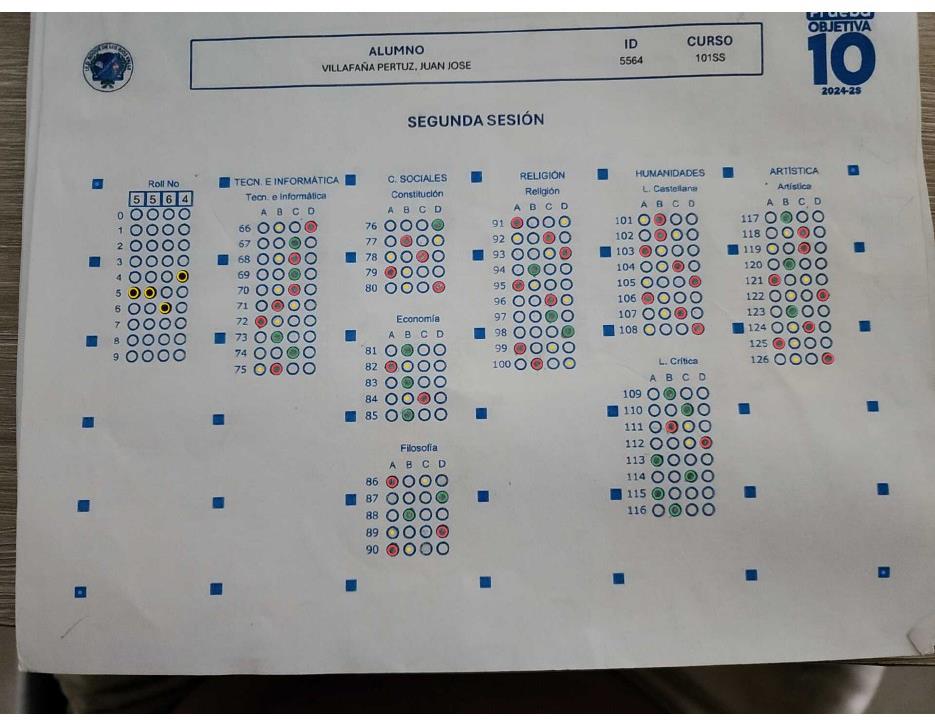 Prueba
OBJETIVA
10
2024-2S
ALUMNO ID CURSO
VILLAFAÑA PERTUZ, JUAN JOSE 5564 101SS
SEGUNDA SESIÓN
Roll No
5 5 6 4
0
1
2
3
4
5
6
7
8
9
TECN. E INFORMÁTICA
Tecn. e Informática
A B C D
66
67
68
69
70
71
72
73
74
75
C. SOCIALES
Constitución
A B C D
76
77
78
79
80
Economía
81
82
83
84
85
Filosofía
A B C D
86
87
88
89
90
RELIGIÓN
Religión
A B C D
91
92
93
94
95
96
97
98
99
100
HUMANIDADES
L. Castellana
A B C D
101
102
103
104
105
106
107
108
L. Crítica
A B C D
109
110
111
112
113
114
115
116
ARTÍSTICA
Artística
A B C D
117
118
119
120
121
122
123
124
125
126